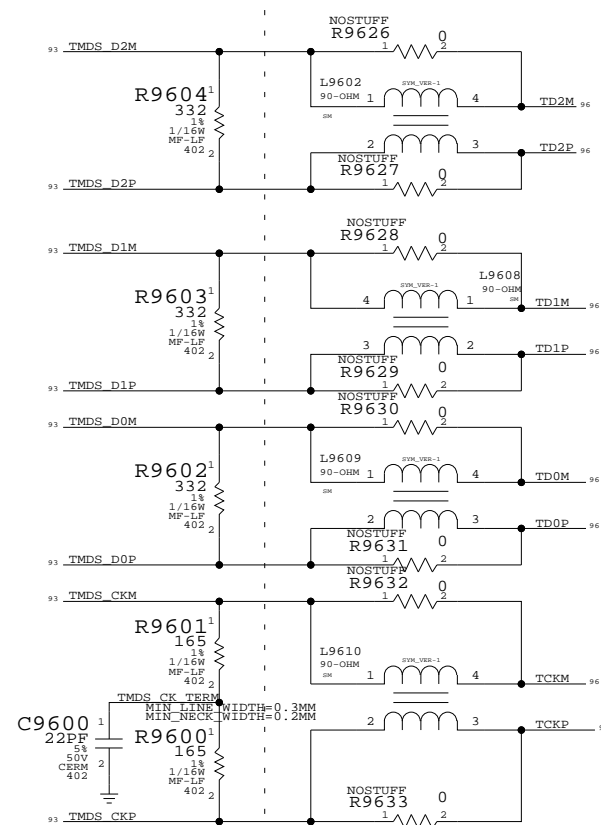 NOSTUFF
R9626
0
1 2
93 TMDS_D2M
L9602
90-OHM
SM
SYM_VER-1
1 4
TD2M 96
R9604
332
1%
1/16W
MF-LF
402
1
2
2 3
TD2P 96
NOSTUFF
R9627
0
1 2
93 TMDS_D2P
NOSTUFF
R9628
0
1 2
93 TMDS_D1M
L9608
90-OHM
SM
SYM_VER-1
4 1
TD1M 96
R9603
332
1%
1/16W
MF-LF
402
1
2
3 2
TD1P 96
NOSTUFF
R9629
0
1 2
93 TMDS_D1P
NOSTUFF
R9630
0
1 2
93 TMDS_D0M
L9609
90-OHM
SM
SYM_VER-1
1 4
TD0M 96
R9602
332
1%
1/16W
MF-LF
402
1
2
2 3
TD0P 96
NOSTUFF
R9631
0
1 2
93 TMDS_D0P
NOSTUFF
R9632
0
1 2
93 TMDS_CKM
R9601
165
1%
1/16W
MF-LF
402
1
2
L9610
90-OHM
SM
SYM_VER-1
1 4
TCKM 96
TMDS_CK_TERM
MIN_LINE_WIDTH=0.3MM
MIN_NECK_WIDTH=0.2MM
2 3
TCKP
C9600
22PF
5%
50V
CERM
402
1
2
R9600
165
1%
1/16W
MF-LF
402
1
2
NOSTUFF
R9633
0
1 2
93 TMDS_CKP